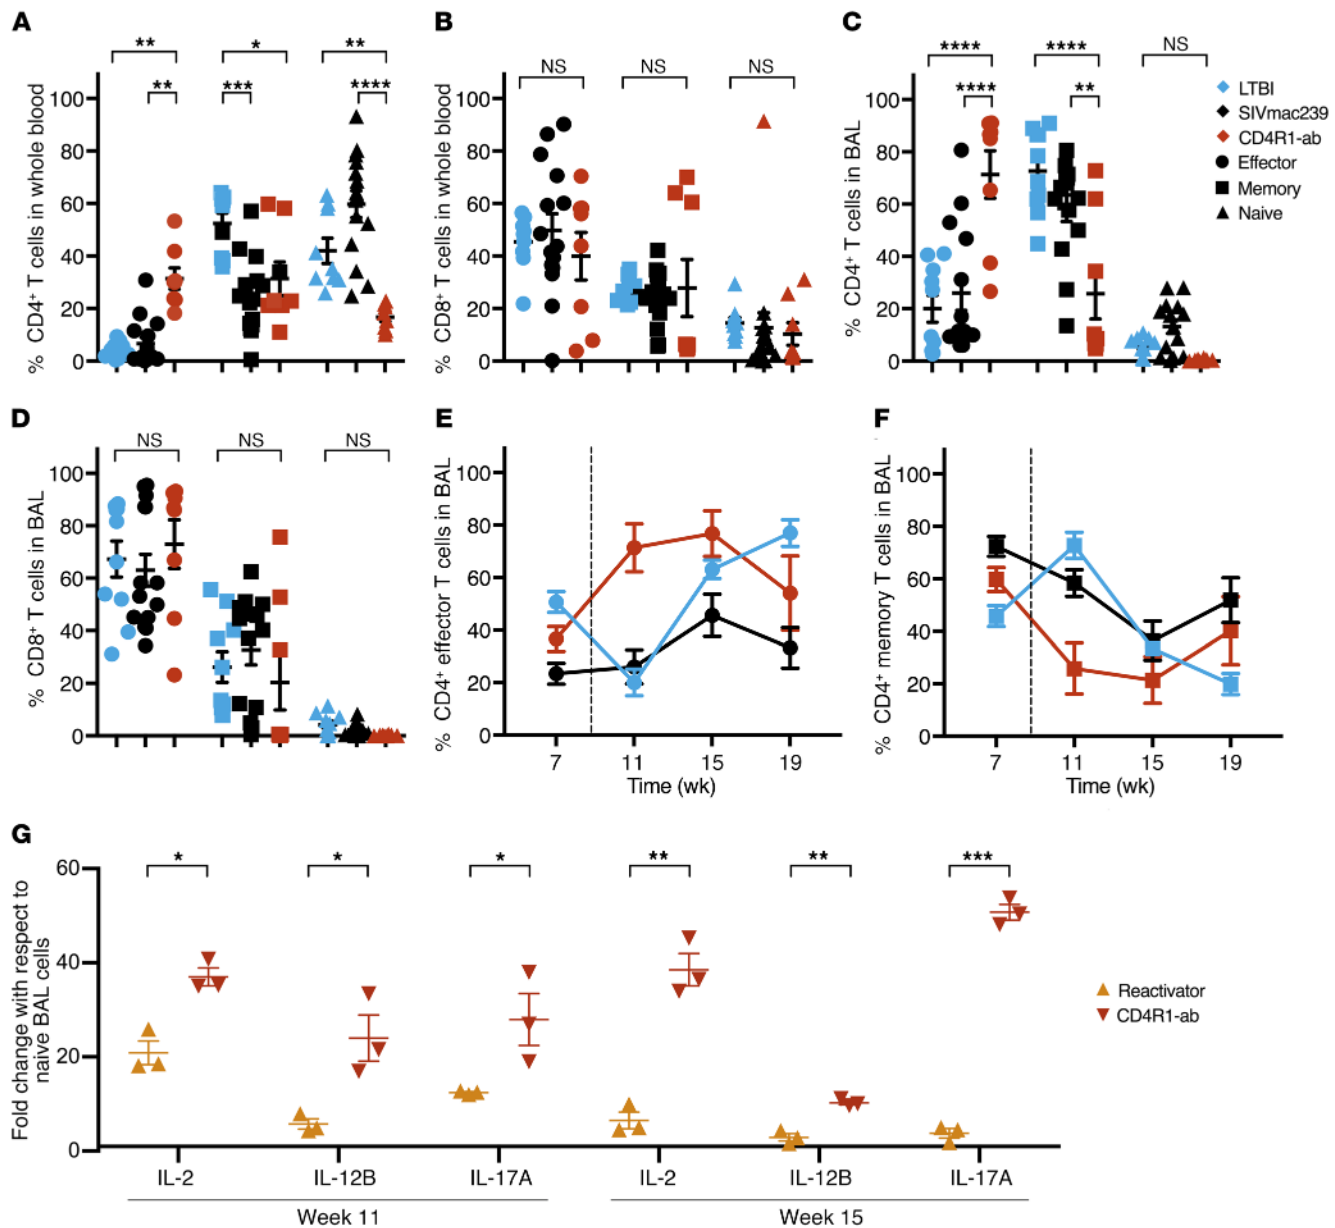 A
B
C
** * **
** *** ****
% CD4+ T cells in whole blood
100
80
60
40
20
0
NS NS NS
% CD8+ T cells in whole blood
100
80
60
40
20
0
**** **** NS
**** **
% CD4+ T cells in BAL
100
80
60
40
20
0
LTBI
SIVmac239
CD4R1-ab
Effector
Memory
Naive
D
E
F
NS NS NS
% CD8+ T cells in BAL
100
80
60
40
20
0
% CD4+ effector T cells in BAL
100
80
60
40
20
0
7 11 15 19
Time (wk)
% CD4+ memory T cells in BAL
100
80
60
40
20
0
7 11 15 19
Time (wk)
G
* * * ** ** ***
Fold change with respect to
naive BAL cells
60
40
20
0
Reactivator
CD4R1-ab
IL-2 IL-12B IL-17A IL-2 IL-12B IL-17A
Week 11 Week 15